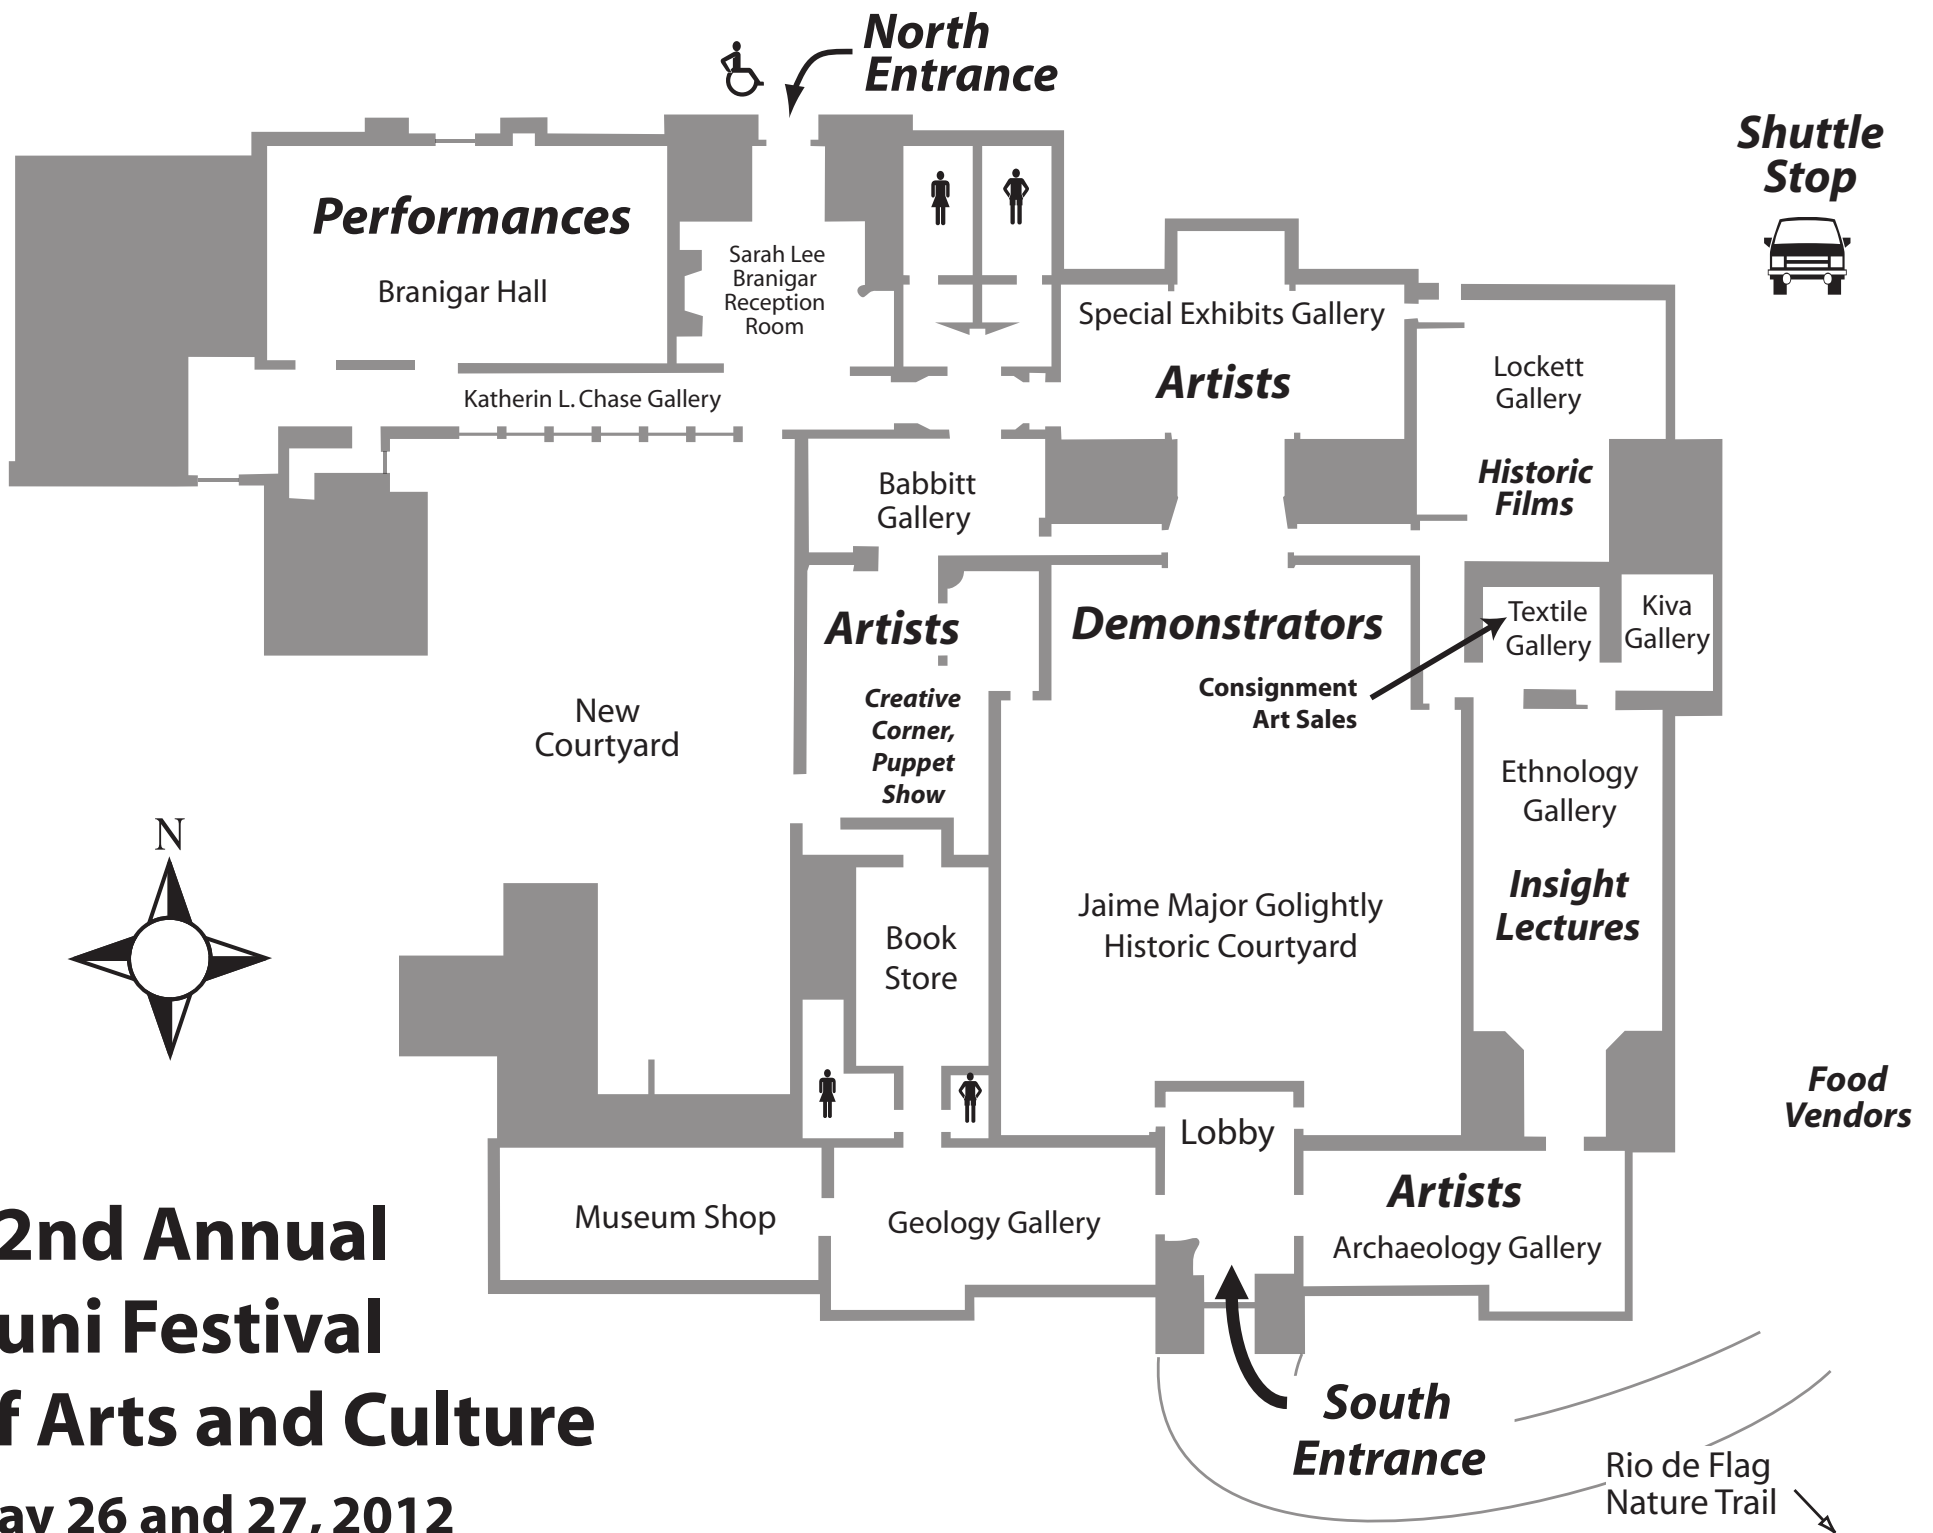 North
Entrance
Shuttle
Stop
Performances
Branigar Hall
Sarah Lee
Branigar
Reception
Room
Special Exhibits Gallery
Artists
Lockett
Gallery
Historic
Films
Katherin L. Chase Gallery
Babbitt
Gallery
Artists
Creative
Corner,
Puppet
Show
Demonstrators
Consignment
Art Sales
Textile
Gallery
Kiva
Gallery
New
Courtyard
Ethnology
Gallery
Insight
Lectures
N
Book
Store
Jaime Major Golightly
Historic Courtyard
Food
Vendors
Lobby
Museum Shop
Geology Gallery
Artists
Archaeology Gallery
2nd Annual
uni Festival
f Arts and Culture
ay 26 and 27, 2012
South
Entrance
Rio de Flag
Nature Trail